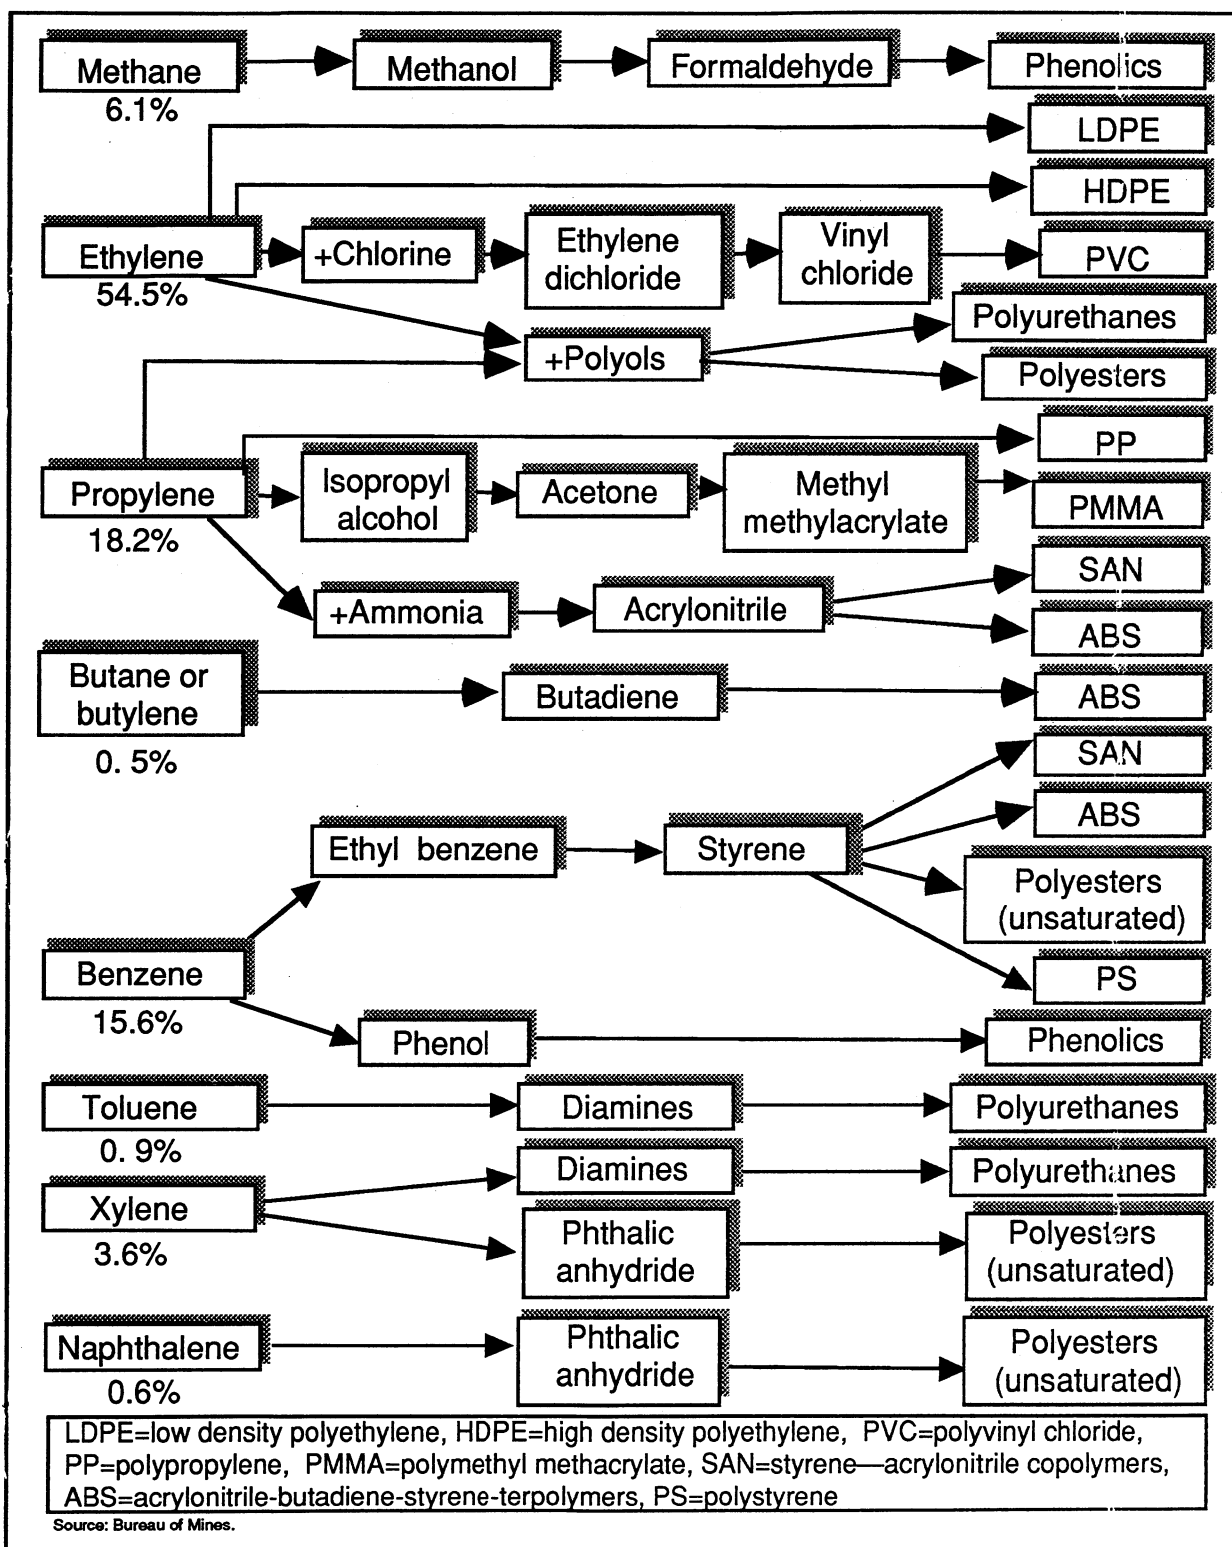 Methane
6.1%
Methanol
Formaldehyde
Phenolics
LDPE
HDPE
Ethylene
54.5%
+Chlorine
Ethylene
dichloride
Vinyl
chloride
PVC
+Polyols
Polyurethanes
Polyesters
PP
Propylene
18.2%
Isopropyl
alcohol
Acetone
Methyl
methylacrylate
PMMA
+Ammonia
Acrylonitrile
SAN
ABS
Butane or
butylene
0. 5%
Butadiene
ABS
SAN
ABS
Ethyl benzene
Styrene
Polyesters
(unsaturated)
PS
Benzene
15.6%
Phenol
Phenolics
Toluene
0. 9%
Diamines
Polyurethanes
Xylene
3.6%
Diamines
Polyurethanes
Phthalic
anhydride
Polyesters
(unsaturated)
Naphthalene
0.6%
Phthalic
anhydride
Polyesters
(unsaturated)
LDPE=low density polyethylene, HDPE=high density polyethylene, PVC=polyvinyl chloride,
PP=polypropylene, PMMA=polymethyl methacrylate, SAN=styrene—acrylonitrile copolymers,
ABS=acrylonitrile-butadiene-styrene-terpolymers, PS=polystyrene
Source: Bureau of Mines.